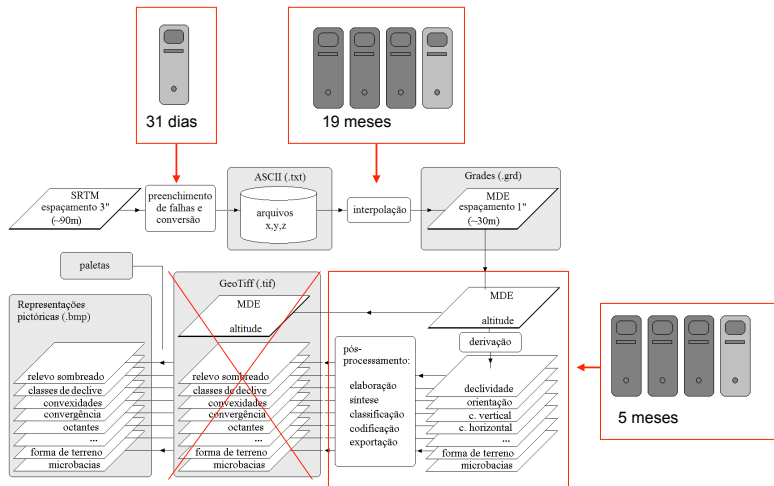 31 dias
19 meses
SRTM
espaçamento 3"
(~90m)
preenchimento
de falhas e
conversão
ASCII (.txt)
arquivos
x,y,z
interpolação
Grades (.grd)
MDE
espaçamento 1"
(~30m)
paletas
Representações
pictóricas (.bmp)
relevo sombreado
classes de declive
convexidades
convergência
octantes
...
forma de terreno
microbacias
GeoTiff (.tif)
MDE
altitude
relevo sombreado
classes de declive
convexidades
convergência
octantes
...
forma de terreno
microbacias
pós-
processamento:
elaboração
síntese
classificação
codificação
exportação
MDE
altitude
derivação
declividade
orientação
c. vertical
c. horizontal
...
forma de terreno
microbacias
5 meses